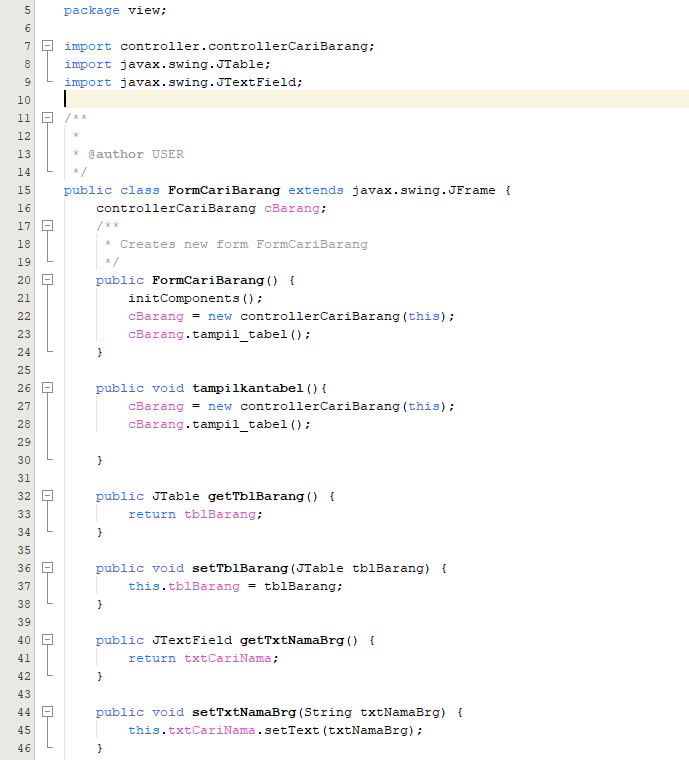 5 package view;
6
7 import controller.controllerCariBarang;
8 import javax.swing.JTable;
9 import javax.swing.JTextField;
10
11 /**
12  *
13  * @author USER
14  */
15 public class FormCariBarang extends javax.swing.JFrame {
16     controllerCariBarang cBarang;
17     /**
18      * Creates new form FormCariBarang
19      */
20     public FormCariBarang() {
21         initComponents();
22         cBarang = new controllerCariBarang(this);
23         cBarang.tampil_tabel();
24     }
25
26     public void tampilkantabel(){
27         cBarang = new controllerCariBarang(this);
28         cBarang.tampil_tabel();
29
30     }
31
32     public JTable getTblBarang() {
33         return tblBarang;
34     }
35
36     public void setTblBarang(JTable tblBarang) {
37         this.tblBarang = tblBarang;
38     }
39
40     public JTextField getTxtNamaBrg() {
41         return txtCariNama;
42     }
43
44     public void setTxtNamaBrg(String txtNamaBrg) {
45         this.txtCariNama.setText(txtNamaBrg);
46     }